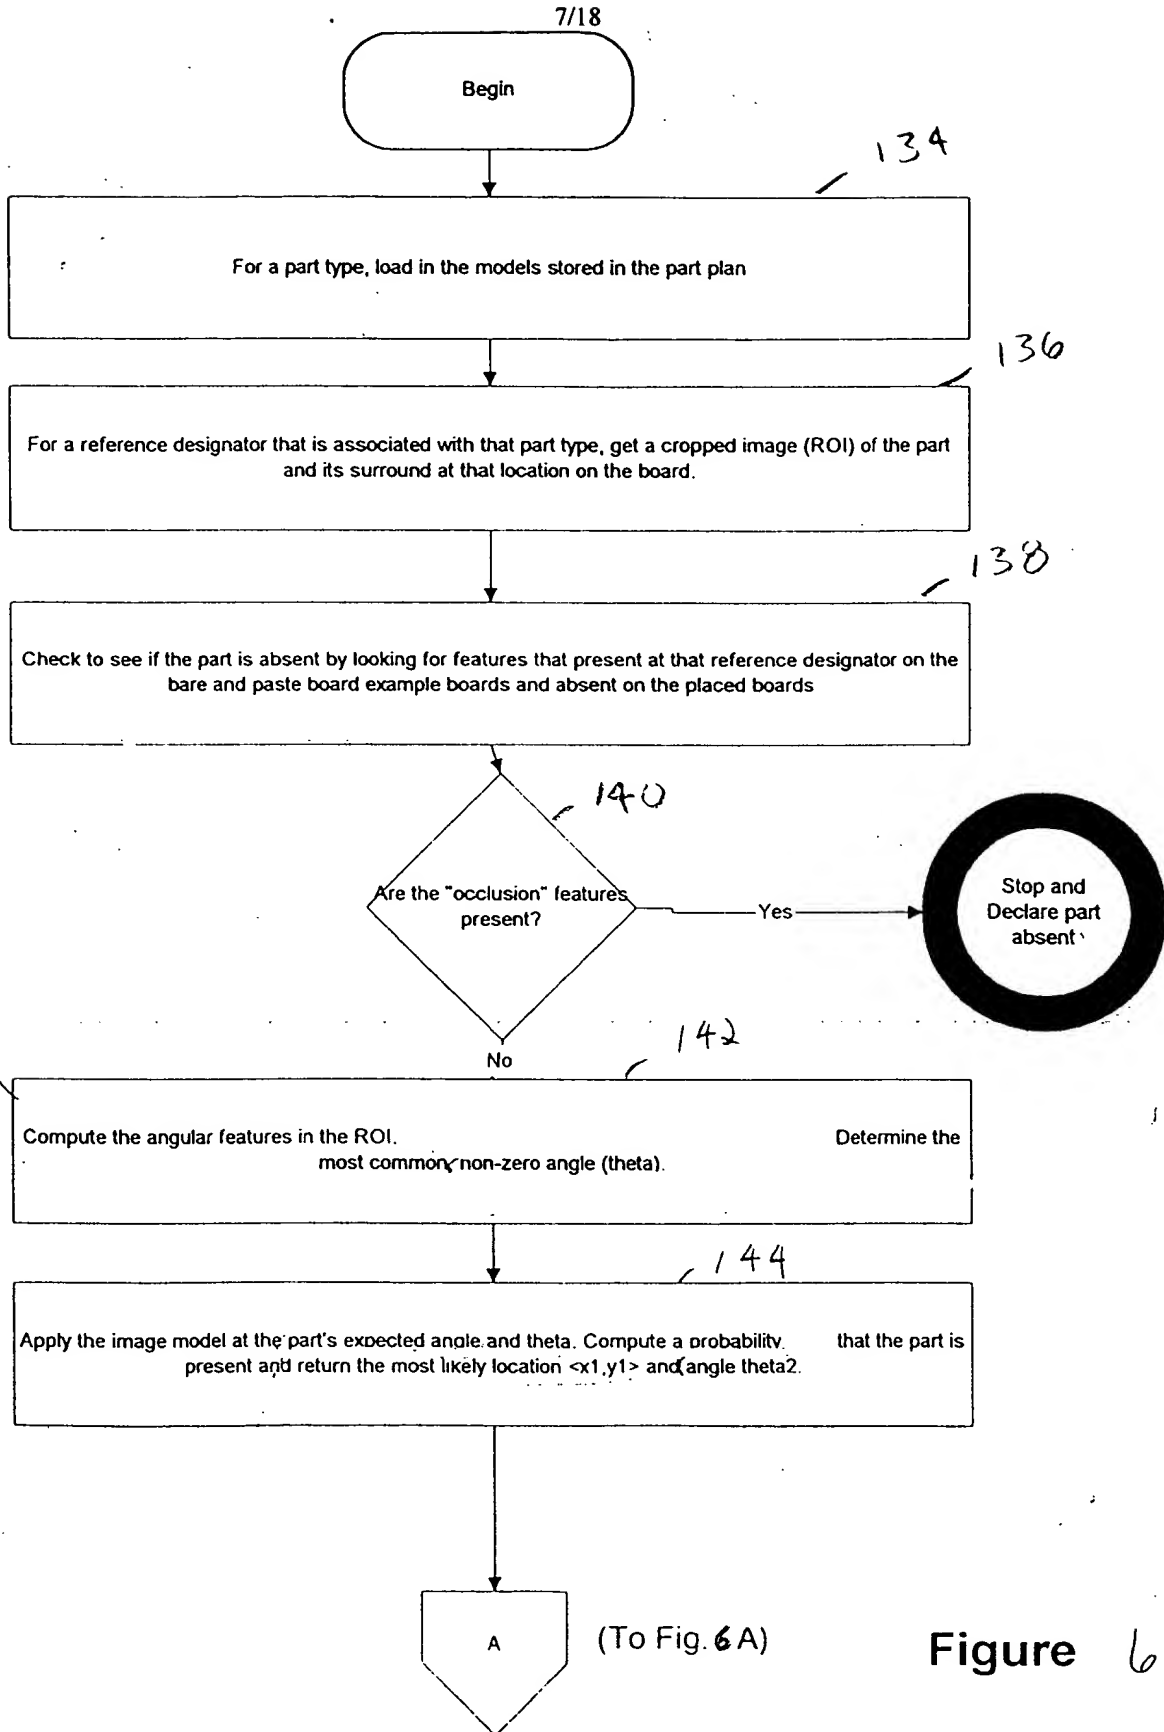 7/18
Begin
134
For a part type, load in the models stored in the part plan
136
For a reference designator that is associated with that part type, get a cropped image (ROI) of the part
and its surround at that location on the board.
138
Check to see if the part is absent by looking for features that present at that reference designator on the
bare and paste board example boards and absent on the placed boards
140
Are the "occlusion" features
present?
Yes
Stop and
Declare part
absent
No
142
Compute the angular features in the ROI. Determine the
most common non-zero angle (theta).
144
Apply the image model at the part's expected angle and theta. Compute a probability. that the part is
present and return the most likely location <x1,y1> and angle theta2.
A
(To Fig. 6A)
Figure 6